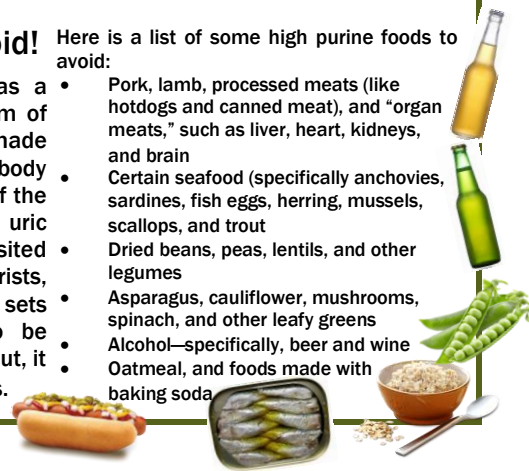 oid!
as a
m of
made
body
f the
uric
sited
rists,
sets
o be
ut, it
s.
Here is a list of some high purine foods to
avoid:
• Pork, lamb, processed meats (like
hotdogs and canned meat), and “organ
meats,” such as liver, heart, kidneys,
and brain
• Certain seafood (specifically anchovies,
sardines, fish eggs, herring, mussels,
scallops, and trout
• Dried beans, peas, lentils, and other
legumes
• Asparagus, cauliflower, mushrooms,
spinach, and other leafy greens
• Alcohol—specifically, beer and wine
• Oatmeal, and foods made with
baking soda